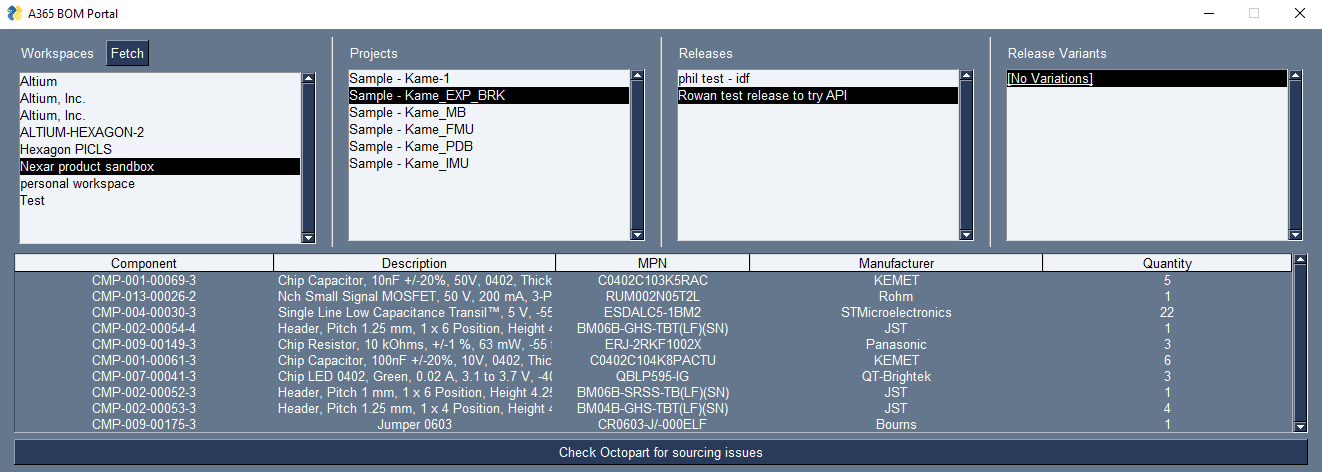 A365 BOM Portal
Workspaces Fetch
Altium
Altium, Inc.
Altium, Inc.
ALTIUM-HEXAGON-2
Hexagon PICLS
Nexar product sandbox
personal workspace
Test
Projects
Sample - Kame-1
Sample - Kame_EXP_BRK
Sample - Kame_MB
Sample - Kame_FMU
Sample - Kame_PDB
Sample - Kame_IMU
Releases
phil test - idf
Rowan test release to try API
Release Variants
[No Variations]
Component Description MPN Manufacturer Quantity
CMP-001-00069-3 Chip Capacitor, 10nF +/-20%, 50V, 0402, Thick C0402C103K5RAC KEMET 5
CMP-013-00026-2 Nch Small Signal MOSFET, 50 V, 200 mA, 3-P RUM002N05T2L Rohm 1
CMP-004-00030-3 Single Line Low Capacitance Transil™, 5 V, -55 ESDALC5-1BM2 STMicroelectronics 22
CMP-002-00054-4 Header, Pitch 1.25 mm, 1 x 6 Position, Height 4 BM06B-GHS-TBT(LF)(SN) JST 1
CMP-009-00149-3 Chip Resistor, 10 kOhms, +/-1 %, 63 mW, -55 t ERJ-2RKF1002X Panasonic 3
CMP-001-00061-3 Chip Capacitor, 100nF +/-20%, 10V, 0402, Thic C0402C104K8PACTU KEMET 6
CMP-007-00041-3 Chip LED 0402, Green, 0.02 A, 3.1 to 3.7 V, -40 QBLP595-IG QT-Brightek 3
CMP-002-00052-3 Header, Pitch 1 mm, 1 x 6 Position, Height 4.25 BM06B-SRSS-TB(LF)(SN) JST 1
CMP-002-00053-3 Header, Pitch 1.25 mm, 1 x 4 Position, Height 4 BM04B-GHS-TBT(LF)(SN) JST 4
CMP-009-00175-3 Jumper 0603 CR0603-J/-000ELF Bourns 1
Check Octopart for sourcing issues